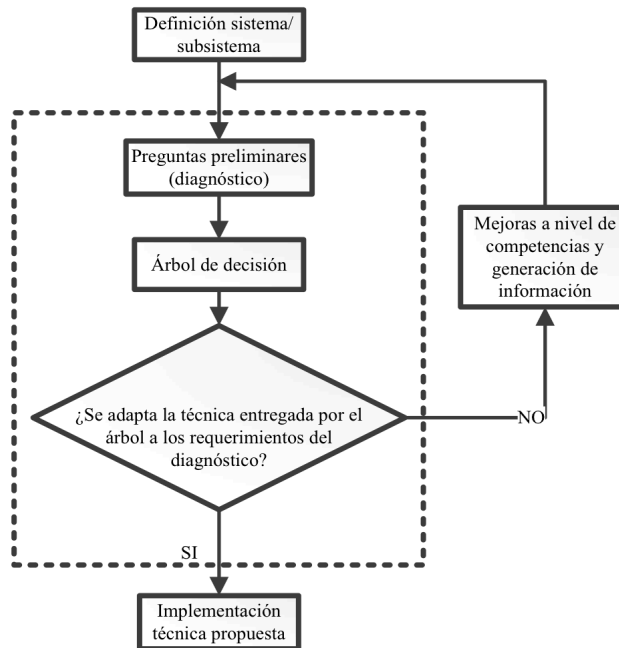 Definición sistema/
subsistema
Preguntas preliminares
(diagnóstico)
Árbol de decisión
¿Se adapta la técnica entregada por el
árbol a los requerimientos del
diagnóstico?
SI
Implementación
técnica propuesta
NO
Mejoras a nivel de
competencias y
generación de
información